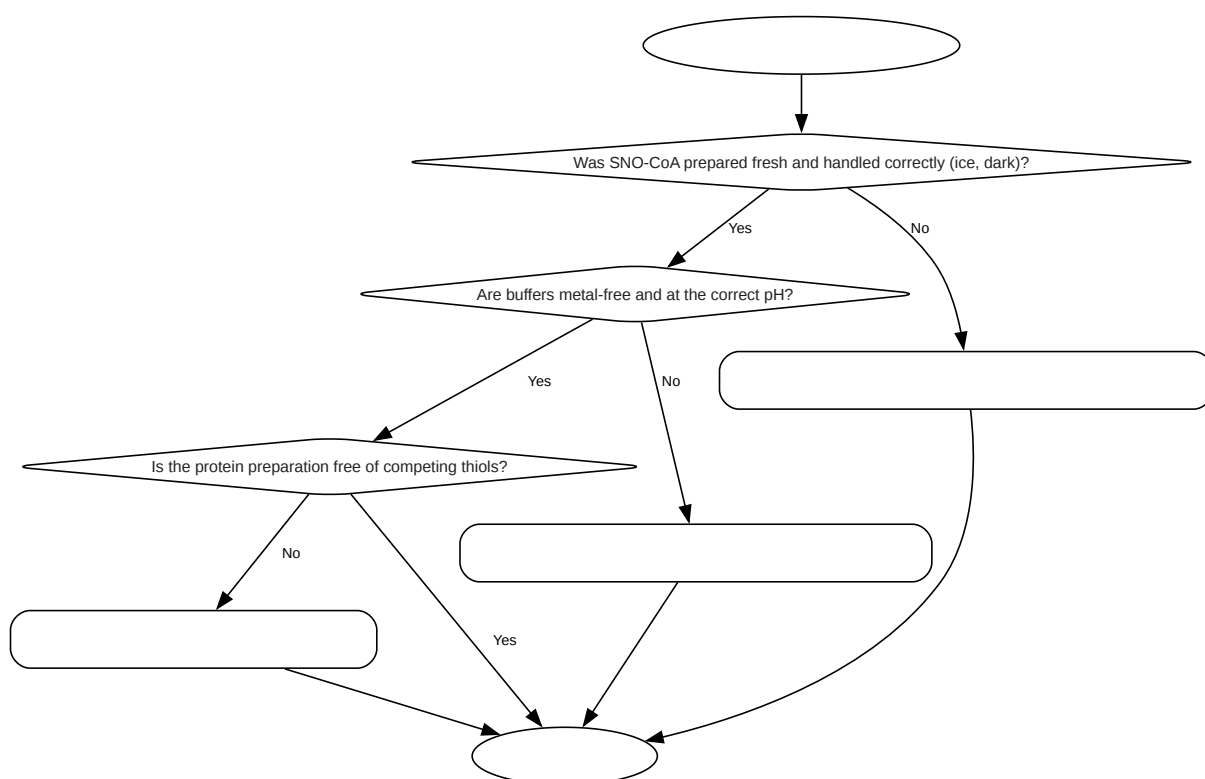 Was SNO-CoA prepared fresh and handled correctly (ice, dark)?
Yes
No
Are buffers metal-free and at the correct pH?
Yes
No
Is the protein preparation free of competing thiols?
No
Yes